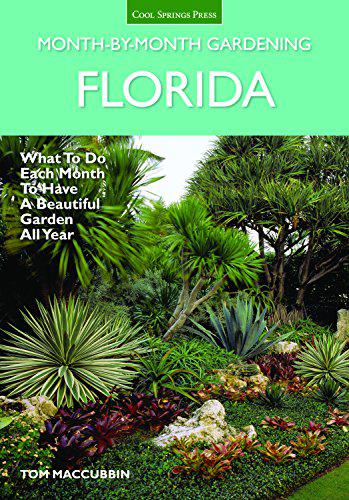 COOL SPRINGS PRESS
MONTH-BY-MONTH GARDENING
FLORIDA
What To Do
Each Month
To Have
A Beautiful
Garden
All Year
TOM MACCUBBIN